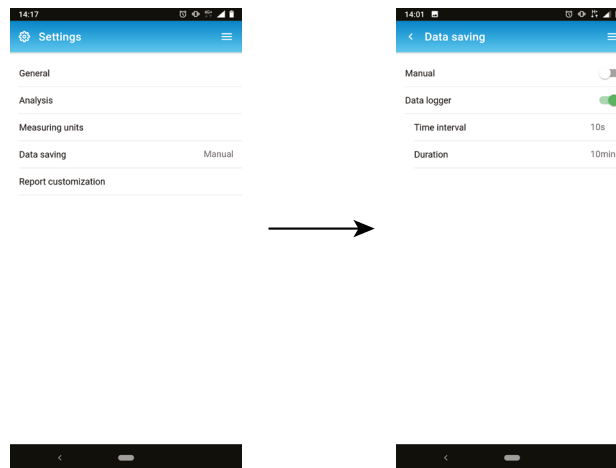 14:17
Settings
General
Analysis
Measuring units
Data saving Manual
Report customization
14:01
Data saving
Manual
Data logger
Time interval 10s
Duration 10min